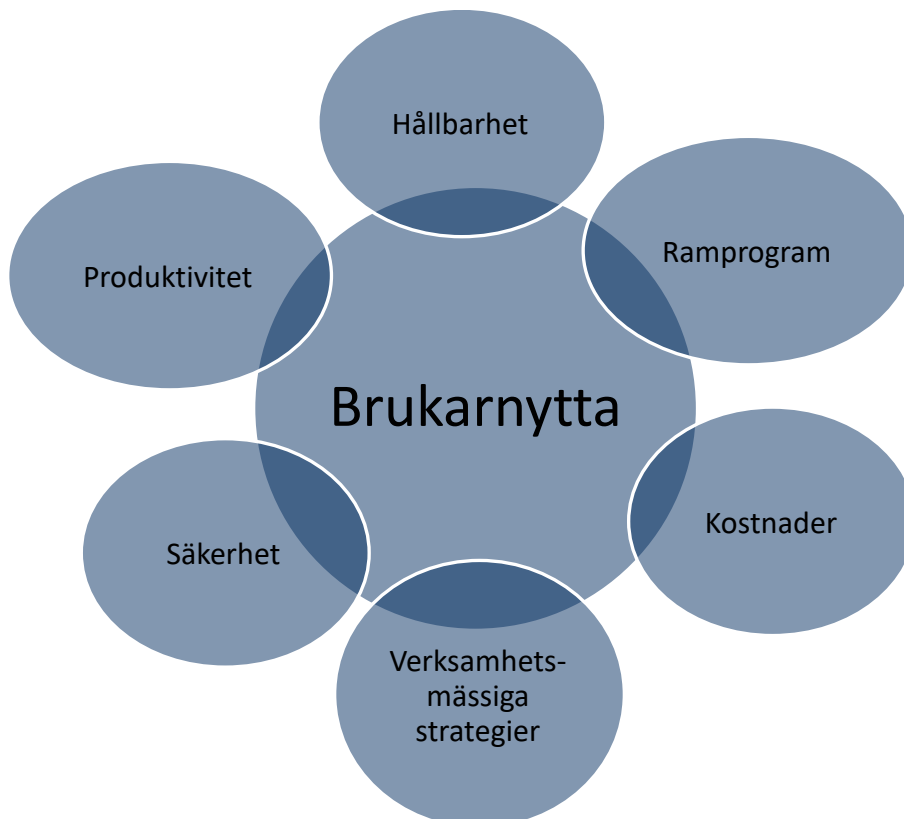 Hållbarhet
Ramprogram
Produktivitet
Brukarnytta
Kostnader
Säkerhet
Verksamhets-
mässiga
strategier